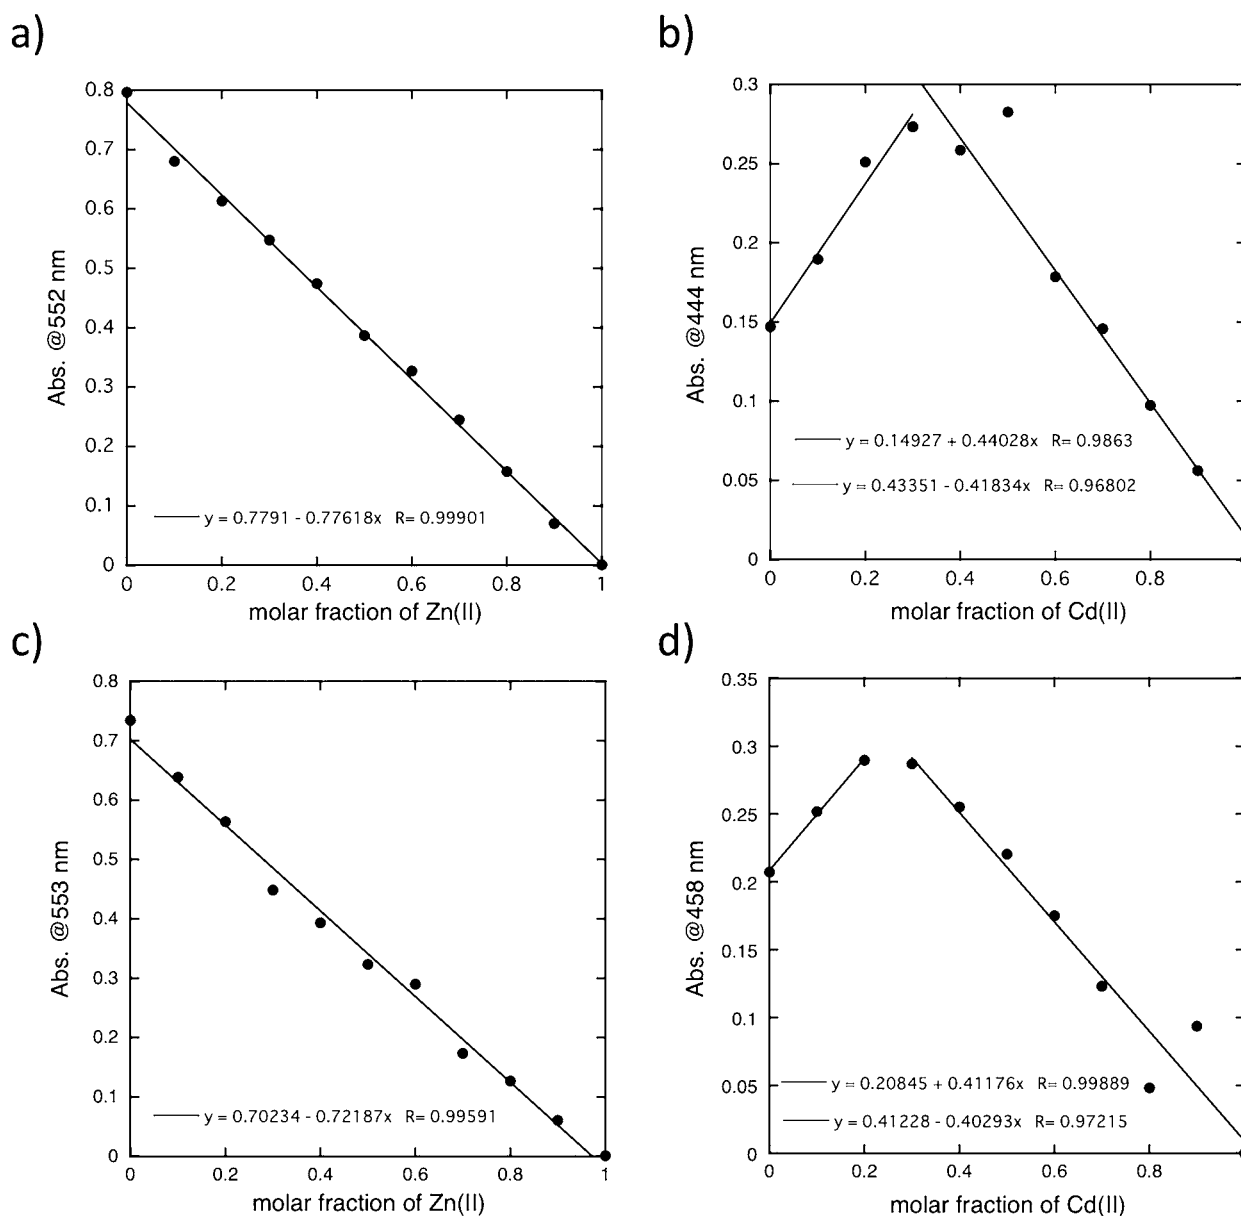 a)
0.8
0.7
0.6
0.5
0.4
0.3
0.2
0.1
0
Abs. @552 nm
y = 0.7791 - 0.77618x R= 0.99901
0 0.2 0.4 0.6 0.8 1
molar fraction of Zn(II)
b)
0.3
0.25
0.2
0.15
0.1
0.05
0
Abs. @444 nm
y = 0.14927 + 0.44028x R= 0.9863
y = 0.43351 - 0.41834x R= 0.96802
0 0.2 0.4 0.6 0.8
molar fraction of Cd(II)
c)
0.8
0.7
0.6
0.5
0.4
0.3
0.2
0.1
0
Abs. @553 nm
y = 0.70234 - 0.72187x R= 0.99591
0 0.2 0.4 0.6 0.8 1
molar fraction of Zn(II)
d)
0.35
0.3
0.25
0.2
0.15
0.1
0.05
0
Abs. @458 nm
y = 0.20845 + 0.41176x R= 0.99889
y = 0.41228 - 0.40293x R= 0.97215
0 0.2 0.4 0.6 0.8
molar fraction of Cd(II)